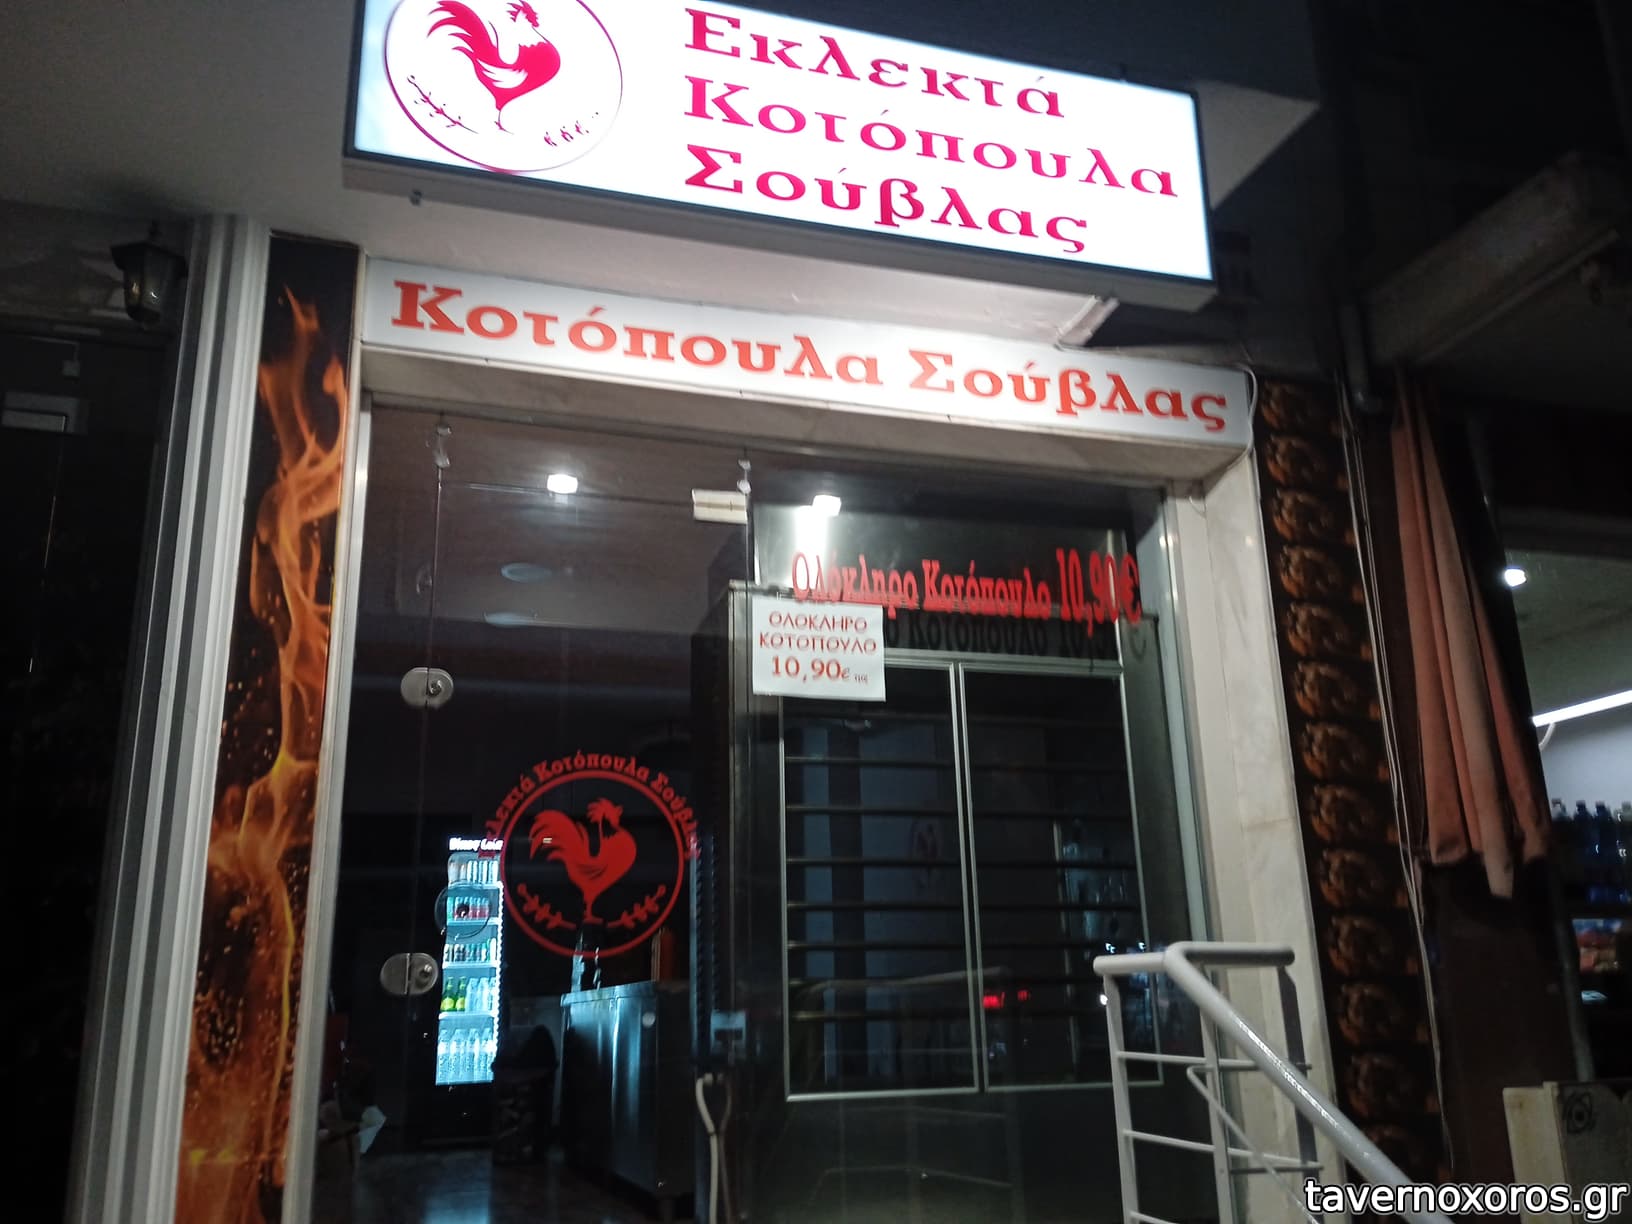 Εκλεκτά
Κοτόπουλα
Σούβλας
Κοτόπουλα Σούβλας
Ολόκληρο Κοτόπουλο 10,90€
ΟΛΟΚΛΗΡΟ
ΚΟΤΟΠΟΥΛΟ
10,90€
Εκλεκτά Κοτόπουλα Σούβλας
tavernoxoros.gr